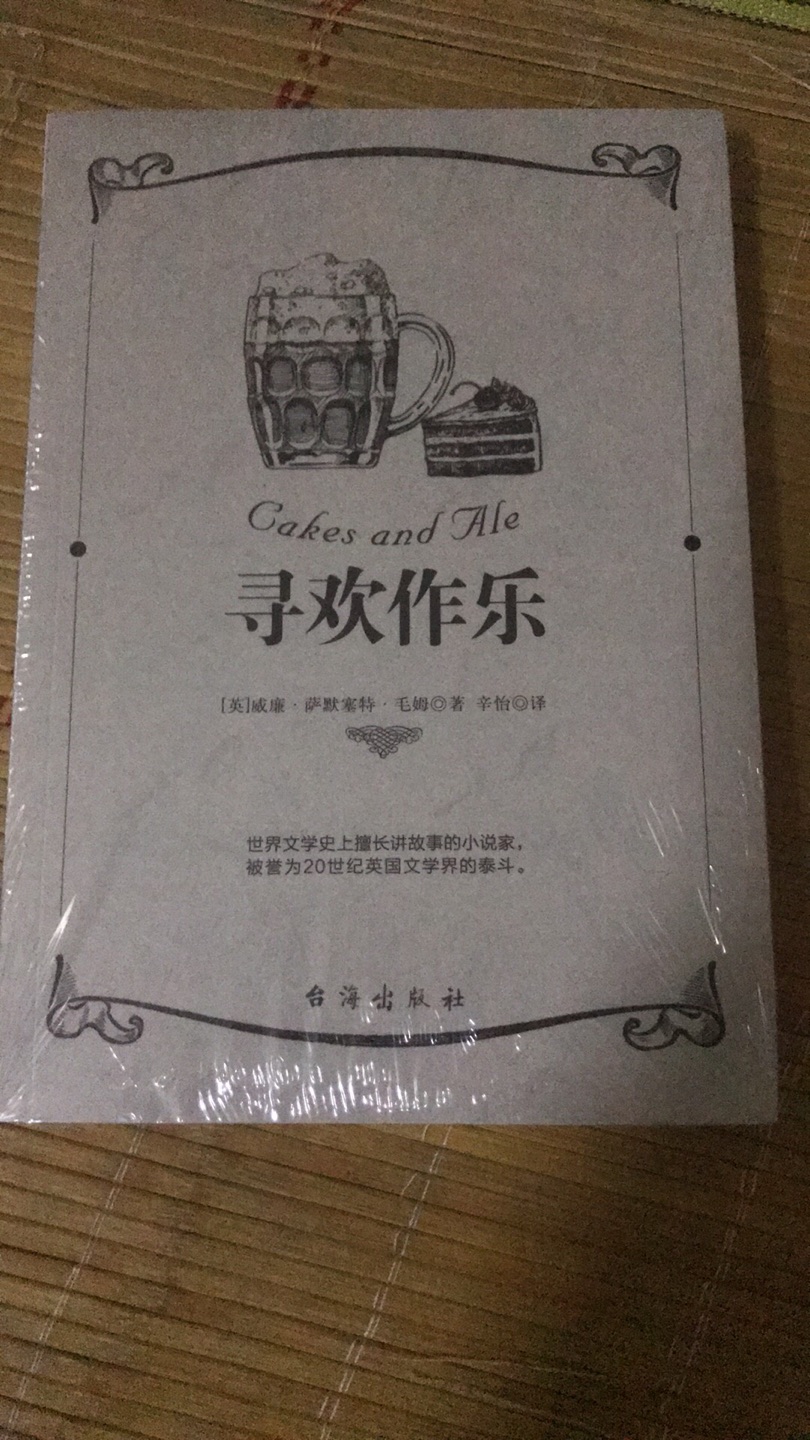 Cakes and Ale
寻欢作乐
[英]威廉·萨默塞特·毛姆◎著 辛怡◎译
世界文学史上擅长讲故事的小说家，
被誉为20世纪英国文学界的泰斗。
台海出版社